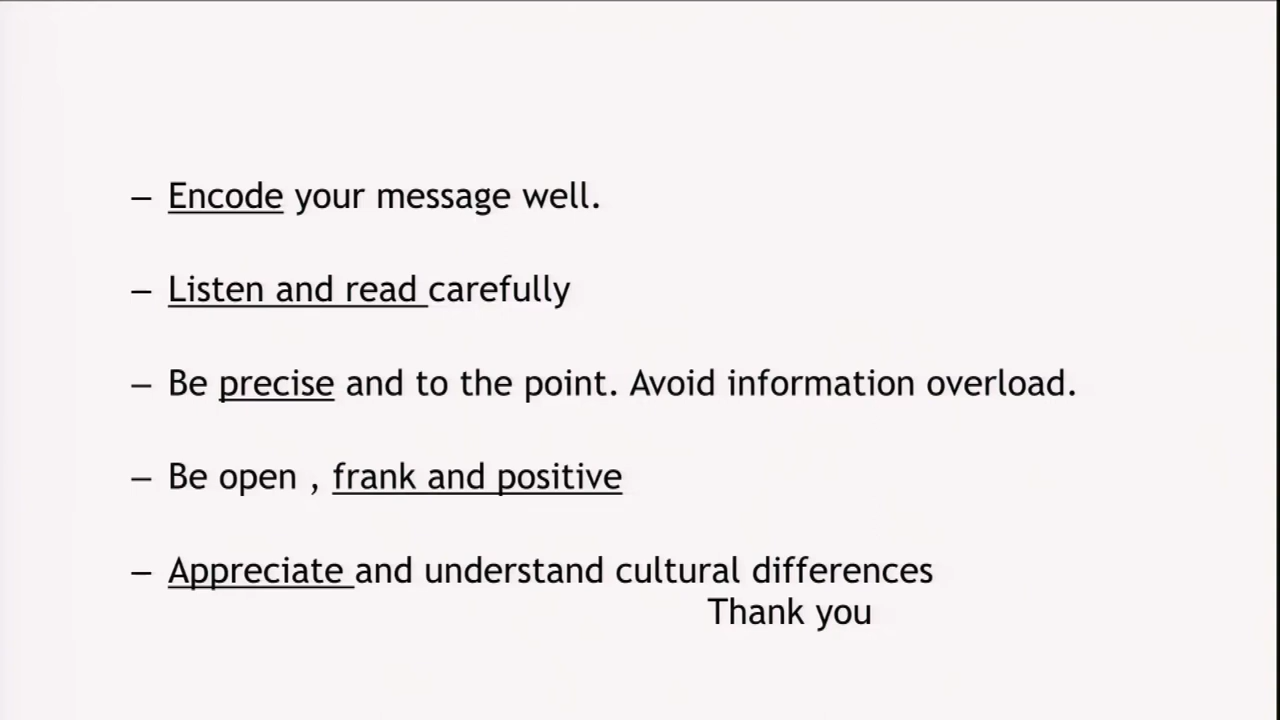 – Encode your message well.
– Listen and read carefully
– Be precise and to the point. Avoid information overload.
– Be open , frank and positive
– Appreciate and understand cultural differences
Thank you